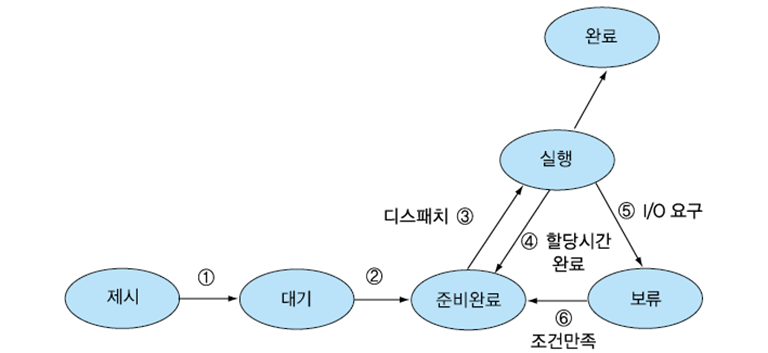 완료
실행
디스패치 ③
⑤ I/O 요구
④ 할당시간
완료
①
②
제시
대기
준비완료
보류
⑥
조건만족